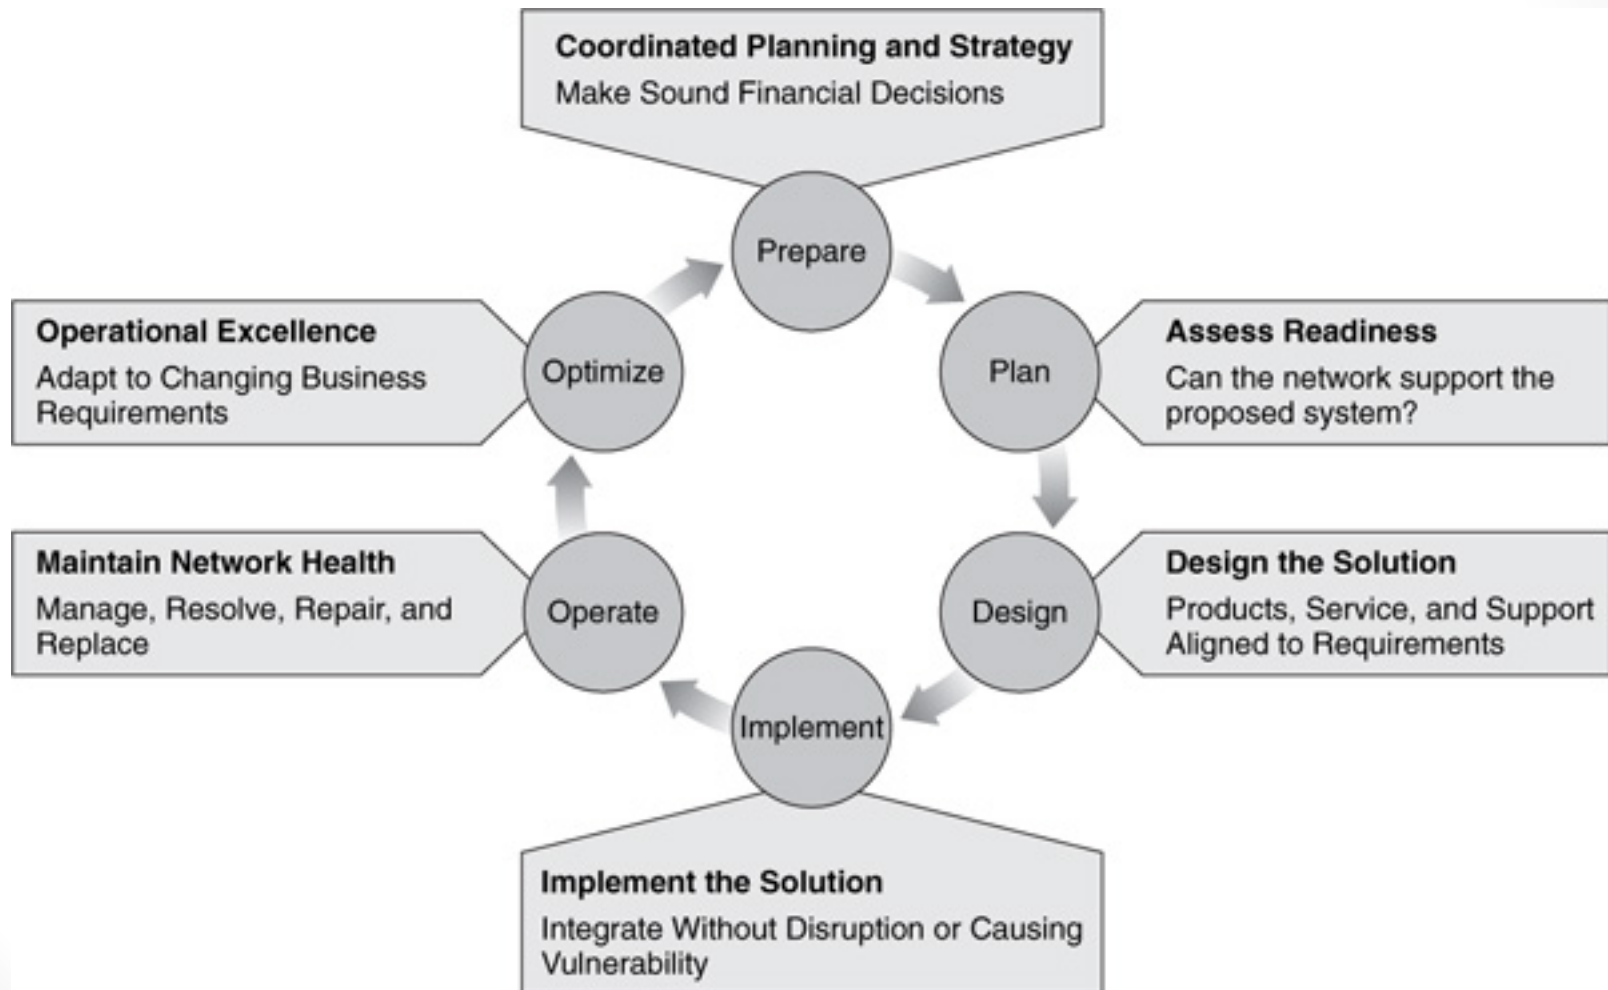 Coordinated Planning and Strategy
Make Sound Financial Decisions
Prepare
Plan
Assess Readiness
Can the network support the
proposed system?
Design
Design the Solution
Products, Service, and Support
Aligned to Requirements
Implement
Implement the Solution
Integrate Without Disruption or Causing
Vulnerability
Operate
Maintain Network Health
Manage, Resolve, Repair, and
Replace
Optimize
Operational Excellence
Adapt to Changing Business
Requirements